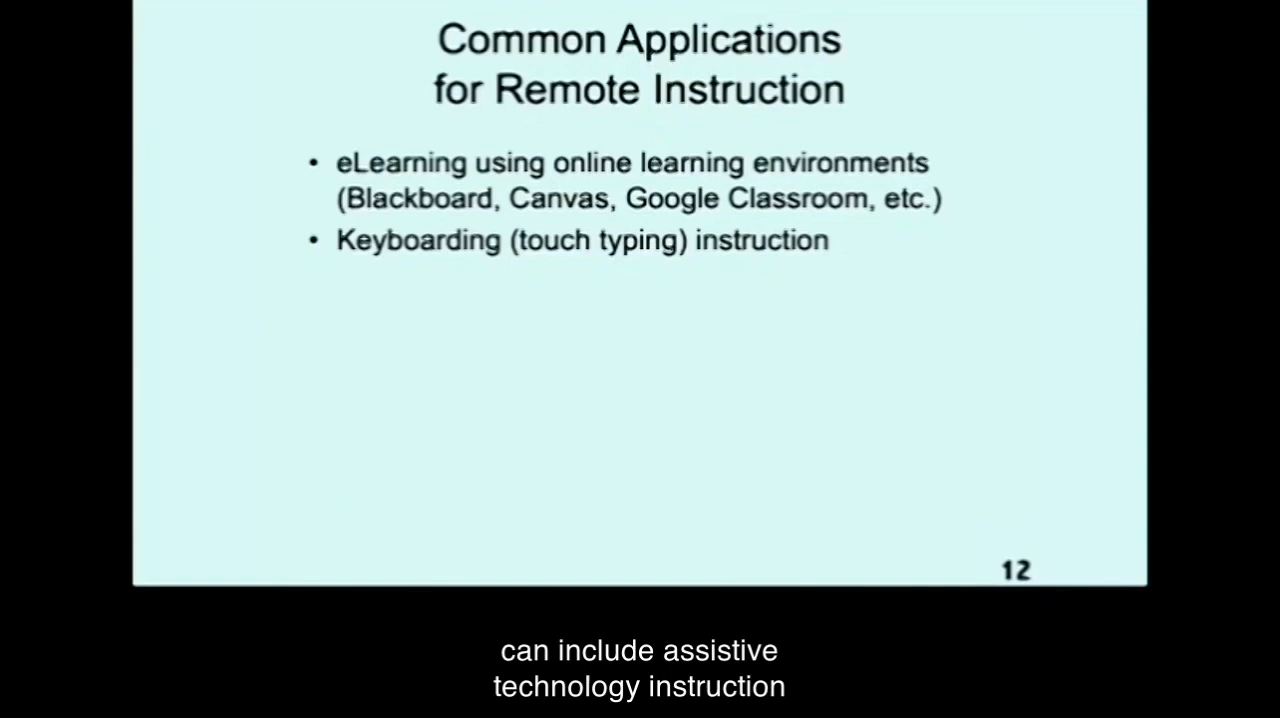 Common Applications
for Remote Instruction
• eLearning using online learning environments
(Blackboard, Canvas, Google Classroom, etc.)
• Keyboarding (touch typing) instruction
12
can include assistive
technology instruction